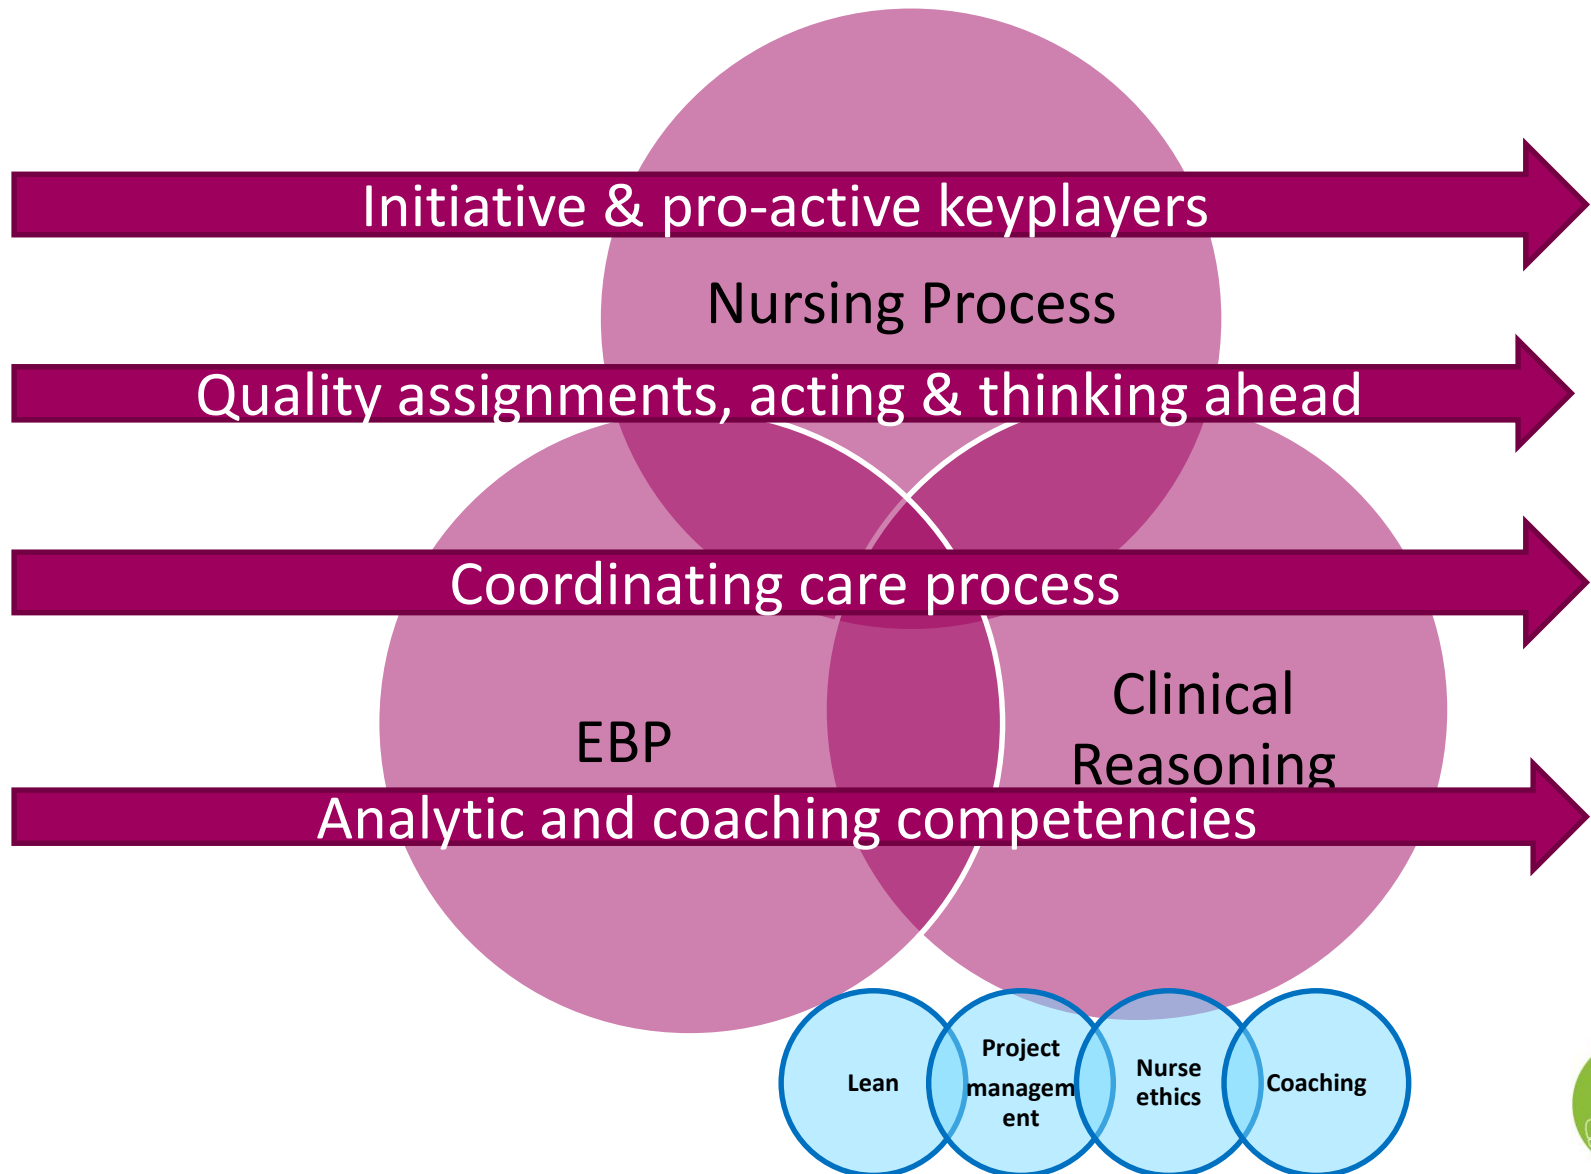 Initiative & pro-active keyplayers
Nursing Process
Quality assignments, acting & thinking ahead
Coordinating care process
Clinical
Reasoning
EBP
Analytic and coaching competencies
Lean
Project
managem
ent
Nurse
ethics
Coaching